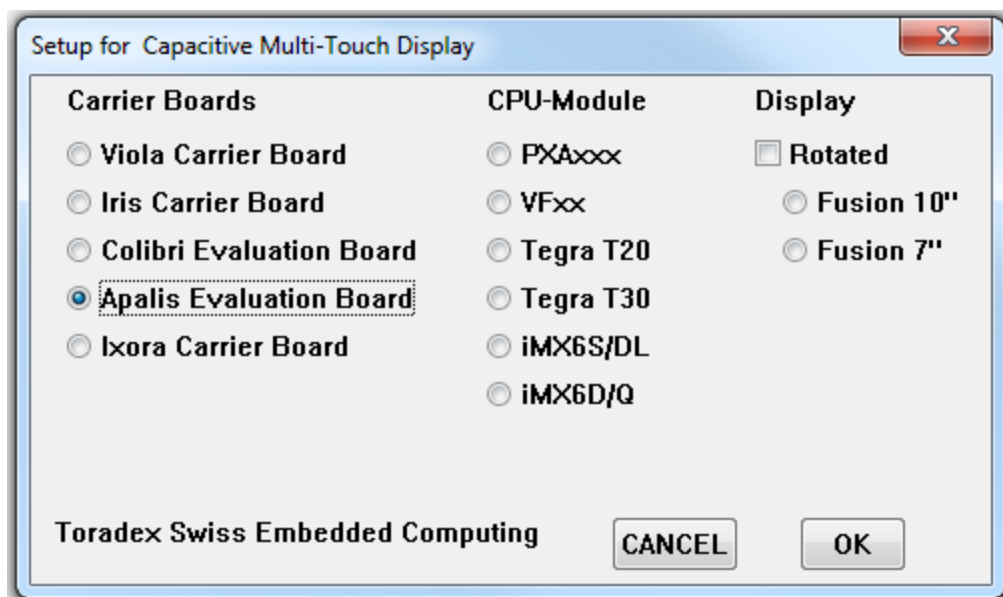 Setup for Capacitive Multi-Touch Display
Carrier Boards
Viola Carrier Board
Iris Carrier Board
Colibri Evaluation Board
Apalis Evaluation Board
Ixora Carrier Board
CPU-Module
PXAxxx
VFxx
Tegra T20
Tegra T30
iMX6S/DL
iMX6D/Q
Display
Rotated
Fusion 10"
Fusion 7"
Toradex Swiss Embedded Computing
CANCEL
OK